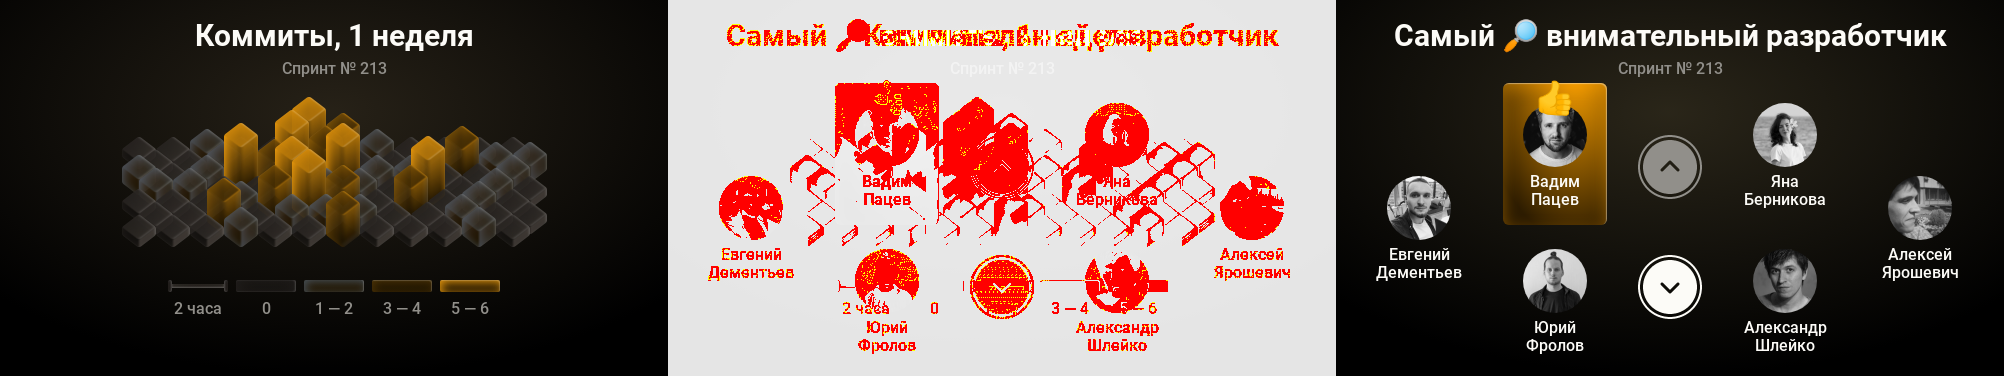 Коммиты, 1 неделя
Спринт № 213
2 часа
0
1 — 2
3 — 4
5 — 6
Самый
разработчик
Спринт № 213
Вадим
Пацев
Яна
Берникова
Евгений
Дементьев
Алексей
Ярошевич
2 часа
0
3 — 4
5 — 6
Юрий
Фролов
Александр
Шлейко
Самый 🔎 внимательный разработчик
Спринт № 213
Вадим
Пацев
Яна
Берникова
Евгений
Дементьев
Алексей
Ярошевич
Юрий
Фролов
Александр
Шлейко